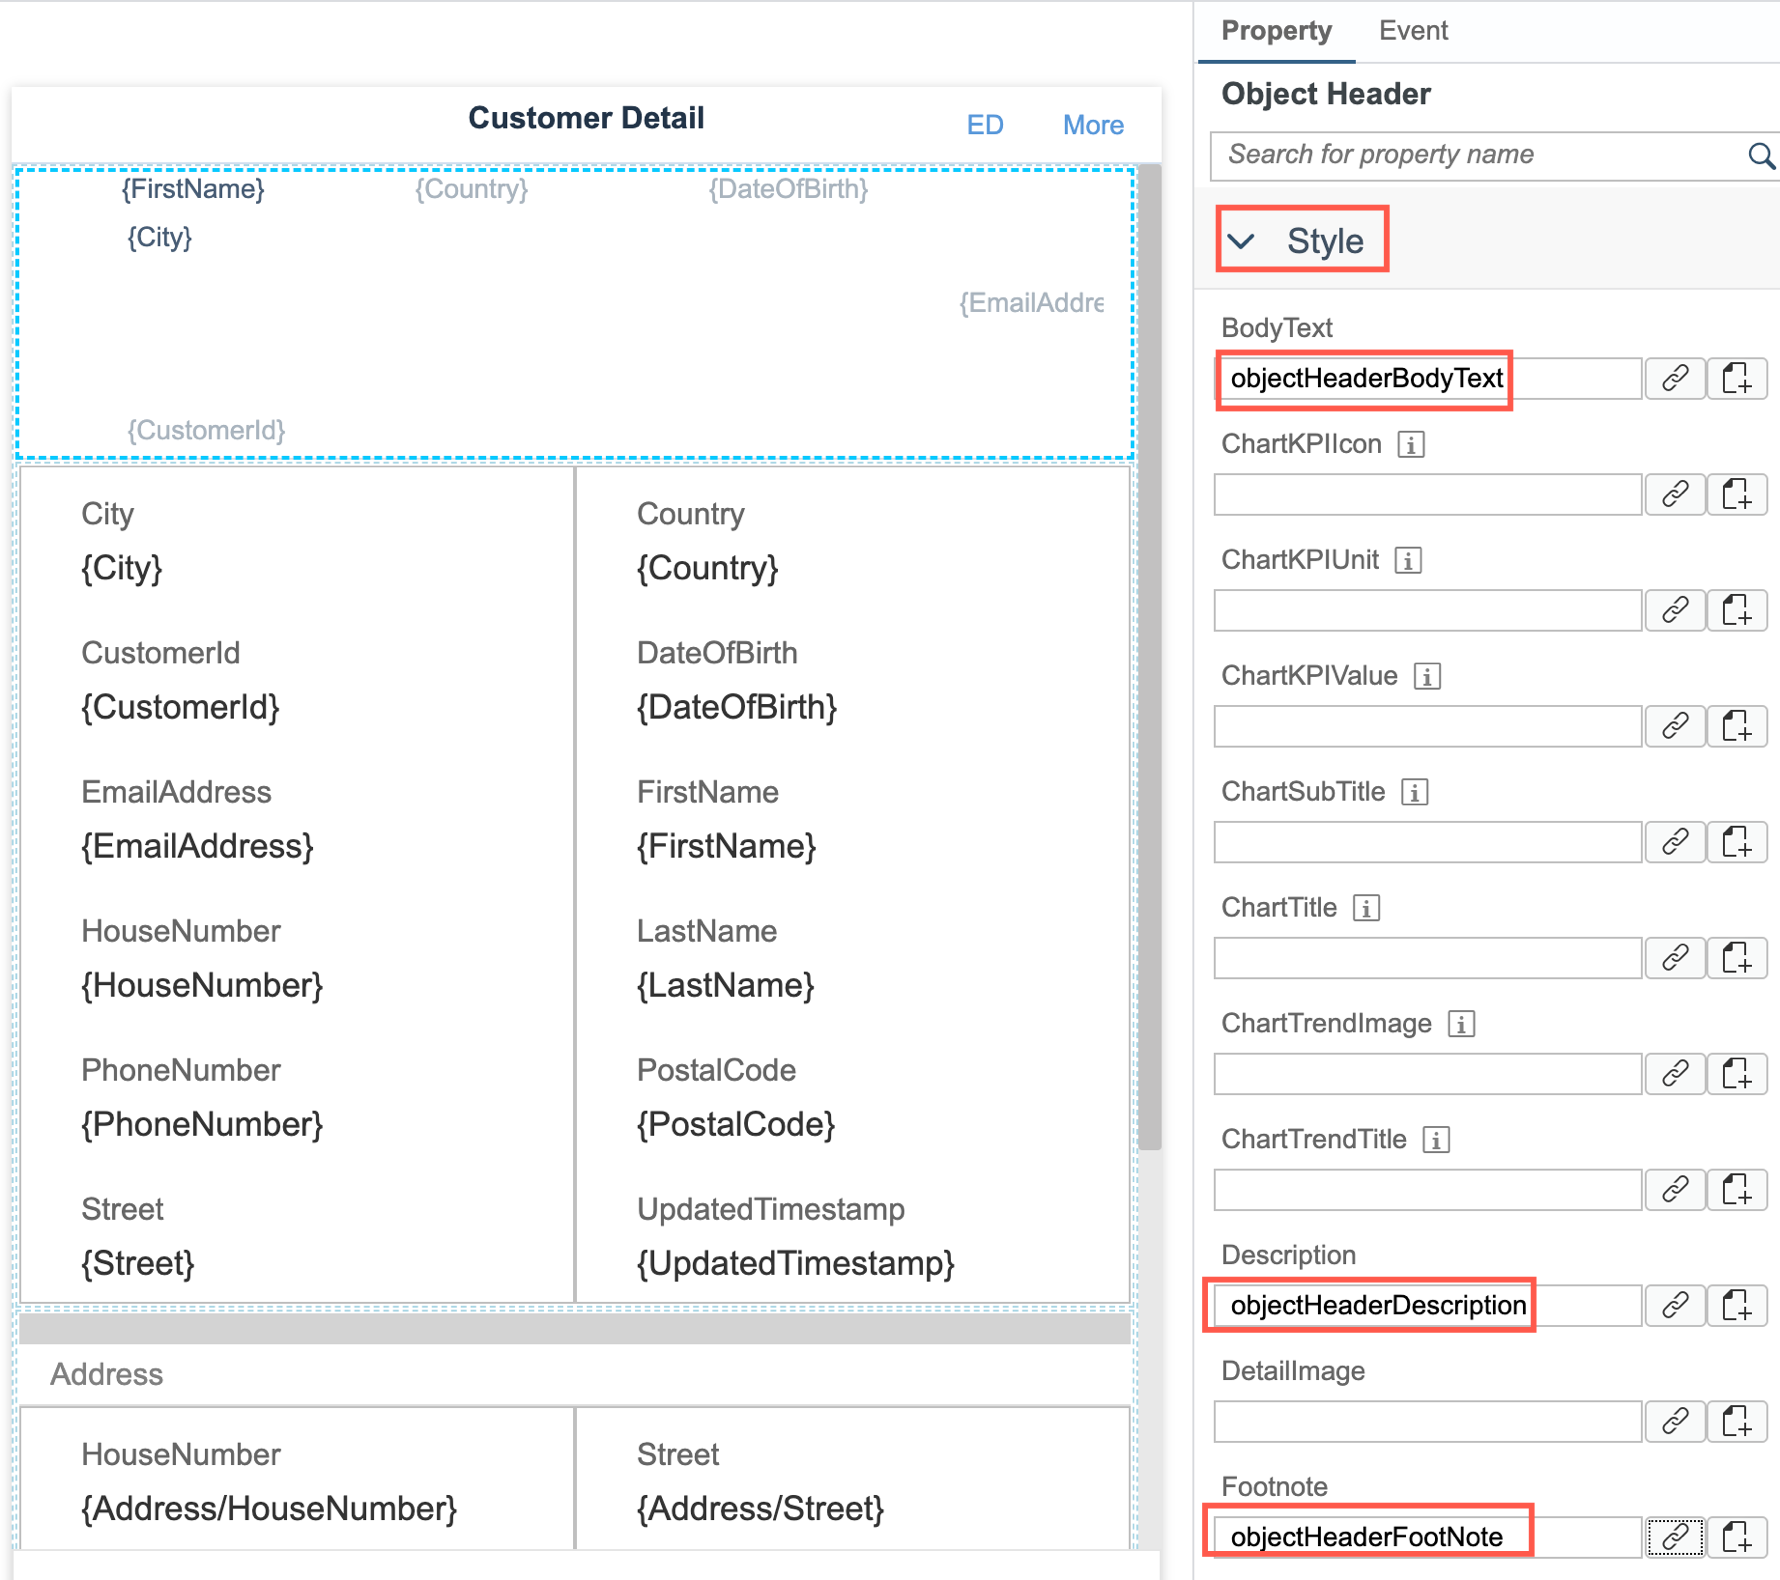 Customer Detail
ED
More
{FirstName}
{Country}
{DateOfBirth}
{City}
{EmailAddre
{CustomerId}
City
{City}
Country
{Country}
CustomerId
{CustomerId}
DateOfBirth
{DateOfBirth}
EmailAddress
{EmailAddress}
FirstName
{FirstName}
HouseNumber
{HouseNumber}
LastName
{LastName}
PhoneNumber
{PhoneNumber}
PostalCode
{PostalCode}
Street
{Street}
UpdatedTimestamp
{UpdatedTimestamp}
Address
HouseNumber
{Address/HouseNumber}
Street
{Address/Street}
Property
Event
Object Header
Search for property name
Style
BodyText
objectHeaderBodyText
ChartKPIIcon
ChartKPIUnit
ChartKPIValue
ChartSubTitle
ChartTitle
ChartTrendImage
ChartTrendTitle
Description
objectHeaderDescription
DetailImage
Footnote
objectHeaderFootNote